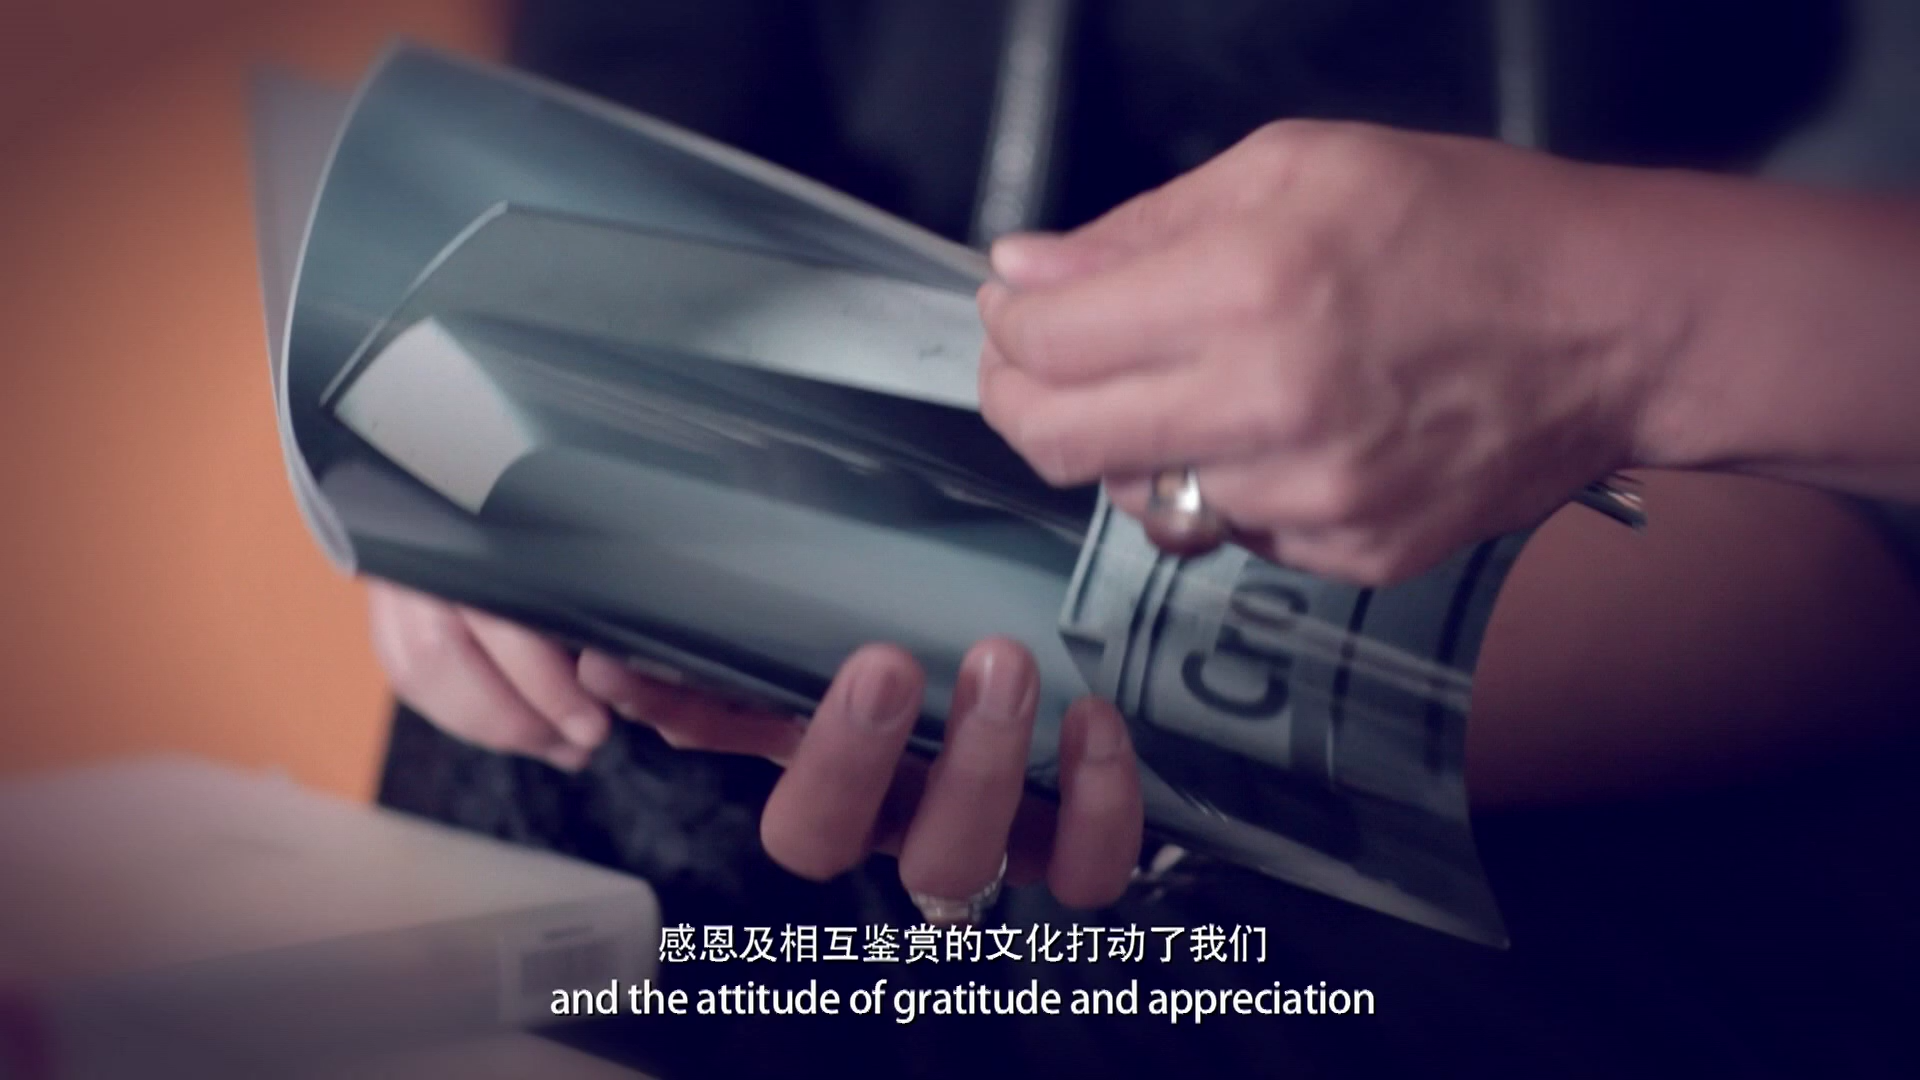 感恩及相互鉴赏的文化打动了我们
and the attitude of gratitude and appreciation